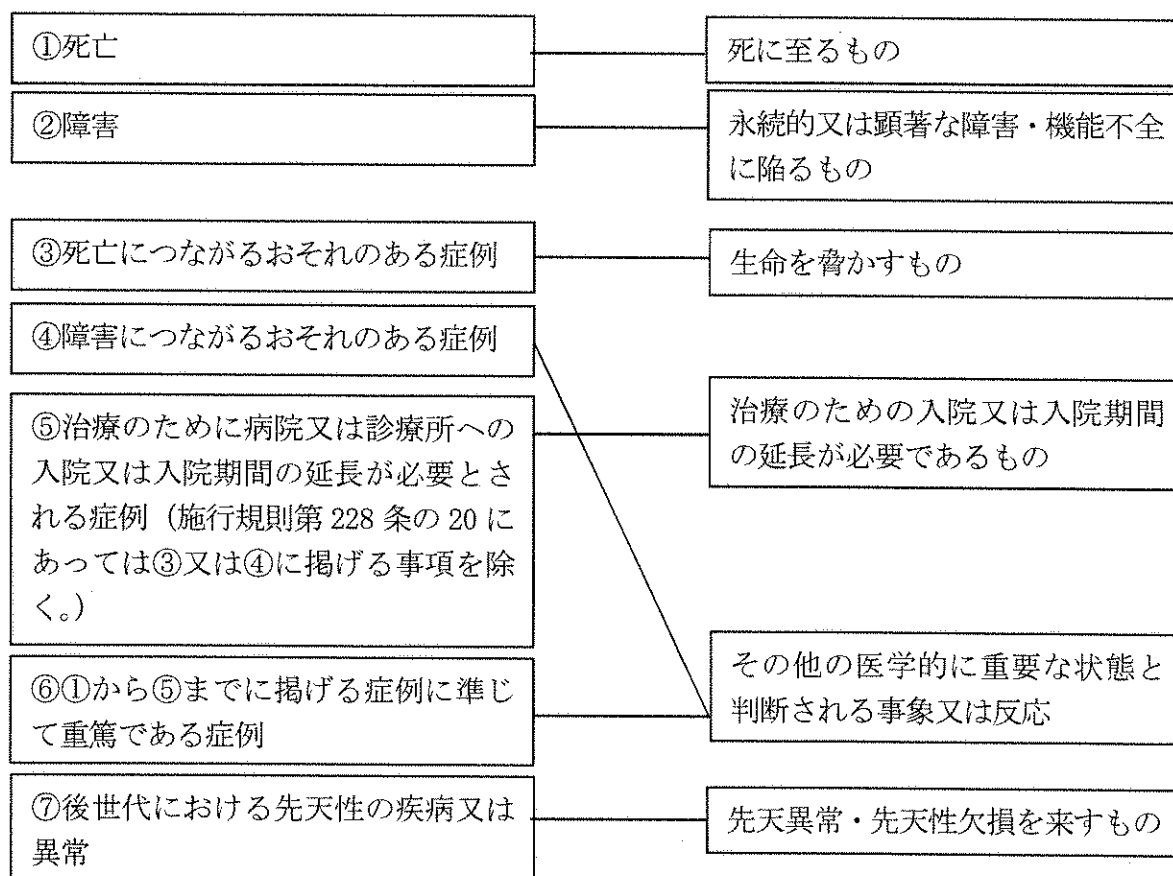 ①死亡
死に至るもの
②障害
永続的又は顕著な障害・機能不全
に陥るもの
③死亡につながるおそれのある症例
生命を脅かすもの
④障害につながるおそれのある症例
⑤治療のために病院又は診療所への
入院又は入院期間の延長が必要とさ
れる症例（施行規則第 228 条の 20 に
あっては③又は④に掲げる事項を除
く。）
治療のための入院又は入院期間
の延長が必要であるもの
⑥①から⑤までに掲げる症例に準じ
て重篤である症例
その他の医学的に重要な状態と
判断される事象又は反応
⑦後世代における先天性の疾病又は
異常
先天異常・先天性欠損を来すもの